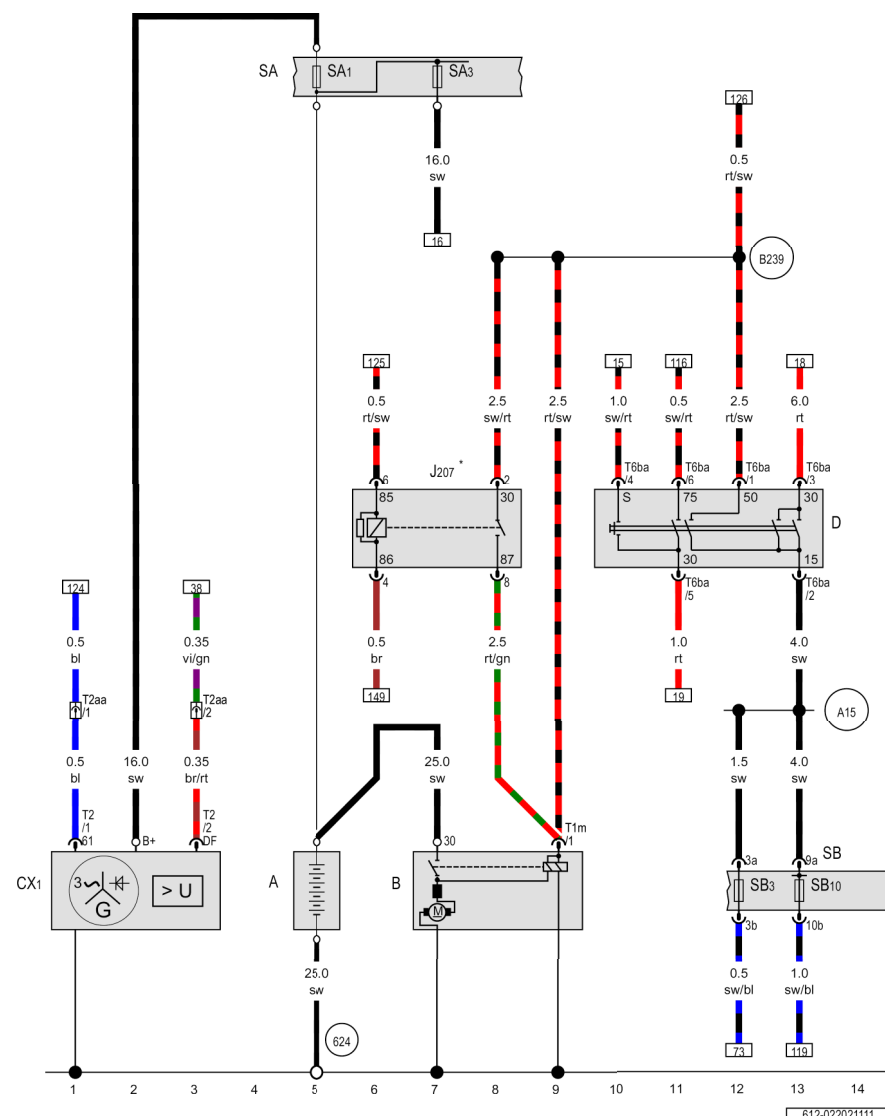 SA
SA1
SA3
126
16.0
sw
0.5
rt/sw
16
B239
125
15
116
18
0.5
rt/sw
2.5
sw/rt
2.5
rt/sw
1.0
sw/rt
0.5
sw/rt
2.5
rt/sw
6.0
rt
J207 *
6
2
T6ba
/4
T6ba
/6
T6ba
/1
T6ba
/3
85
30
S
75
50
30
D
86
87
30
15
4
8
T6ba
/5
T6ba
/2
124
38
0.5
bl
0.35
vi/gn
0.5
br
2.5
rt/gn
1.0
rt
4.0
sw
149
19
T2aa
/1
T2aa
/2
A15
0.5
bl
16.0
sw
0.35
br/rt
25.0
sw
1.5
sw
4.0
sw
T2
/1
T2
/2
T1m
/1
61
B+
DF
30
3a
9a
SB
CX1
3
G
> U
A
B
M
SB3
SB10
3b
10b
25.0
sw
0.5
sw/bl
1.0
sw/bl
624
73
119
1 2 3 4 5 6 7 8 9 10 11 12 13 14
612-022021111